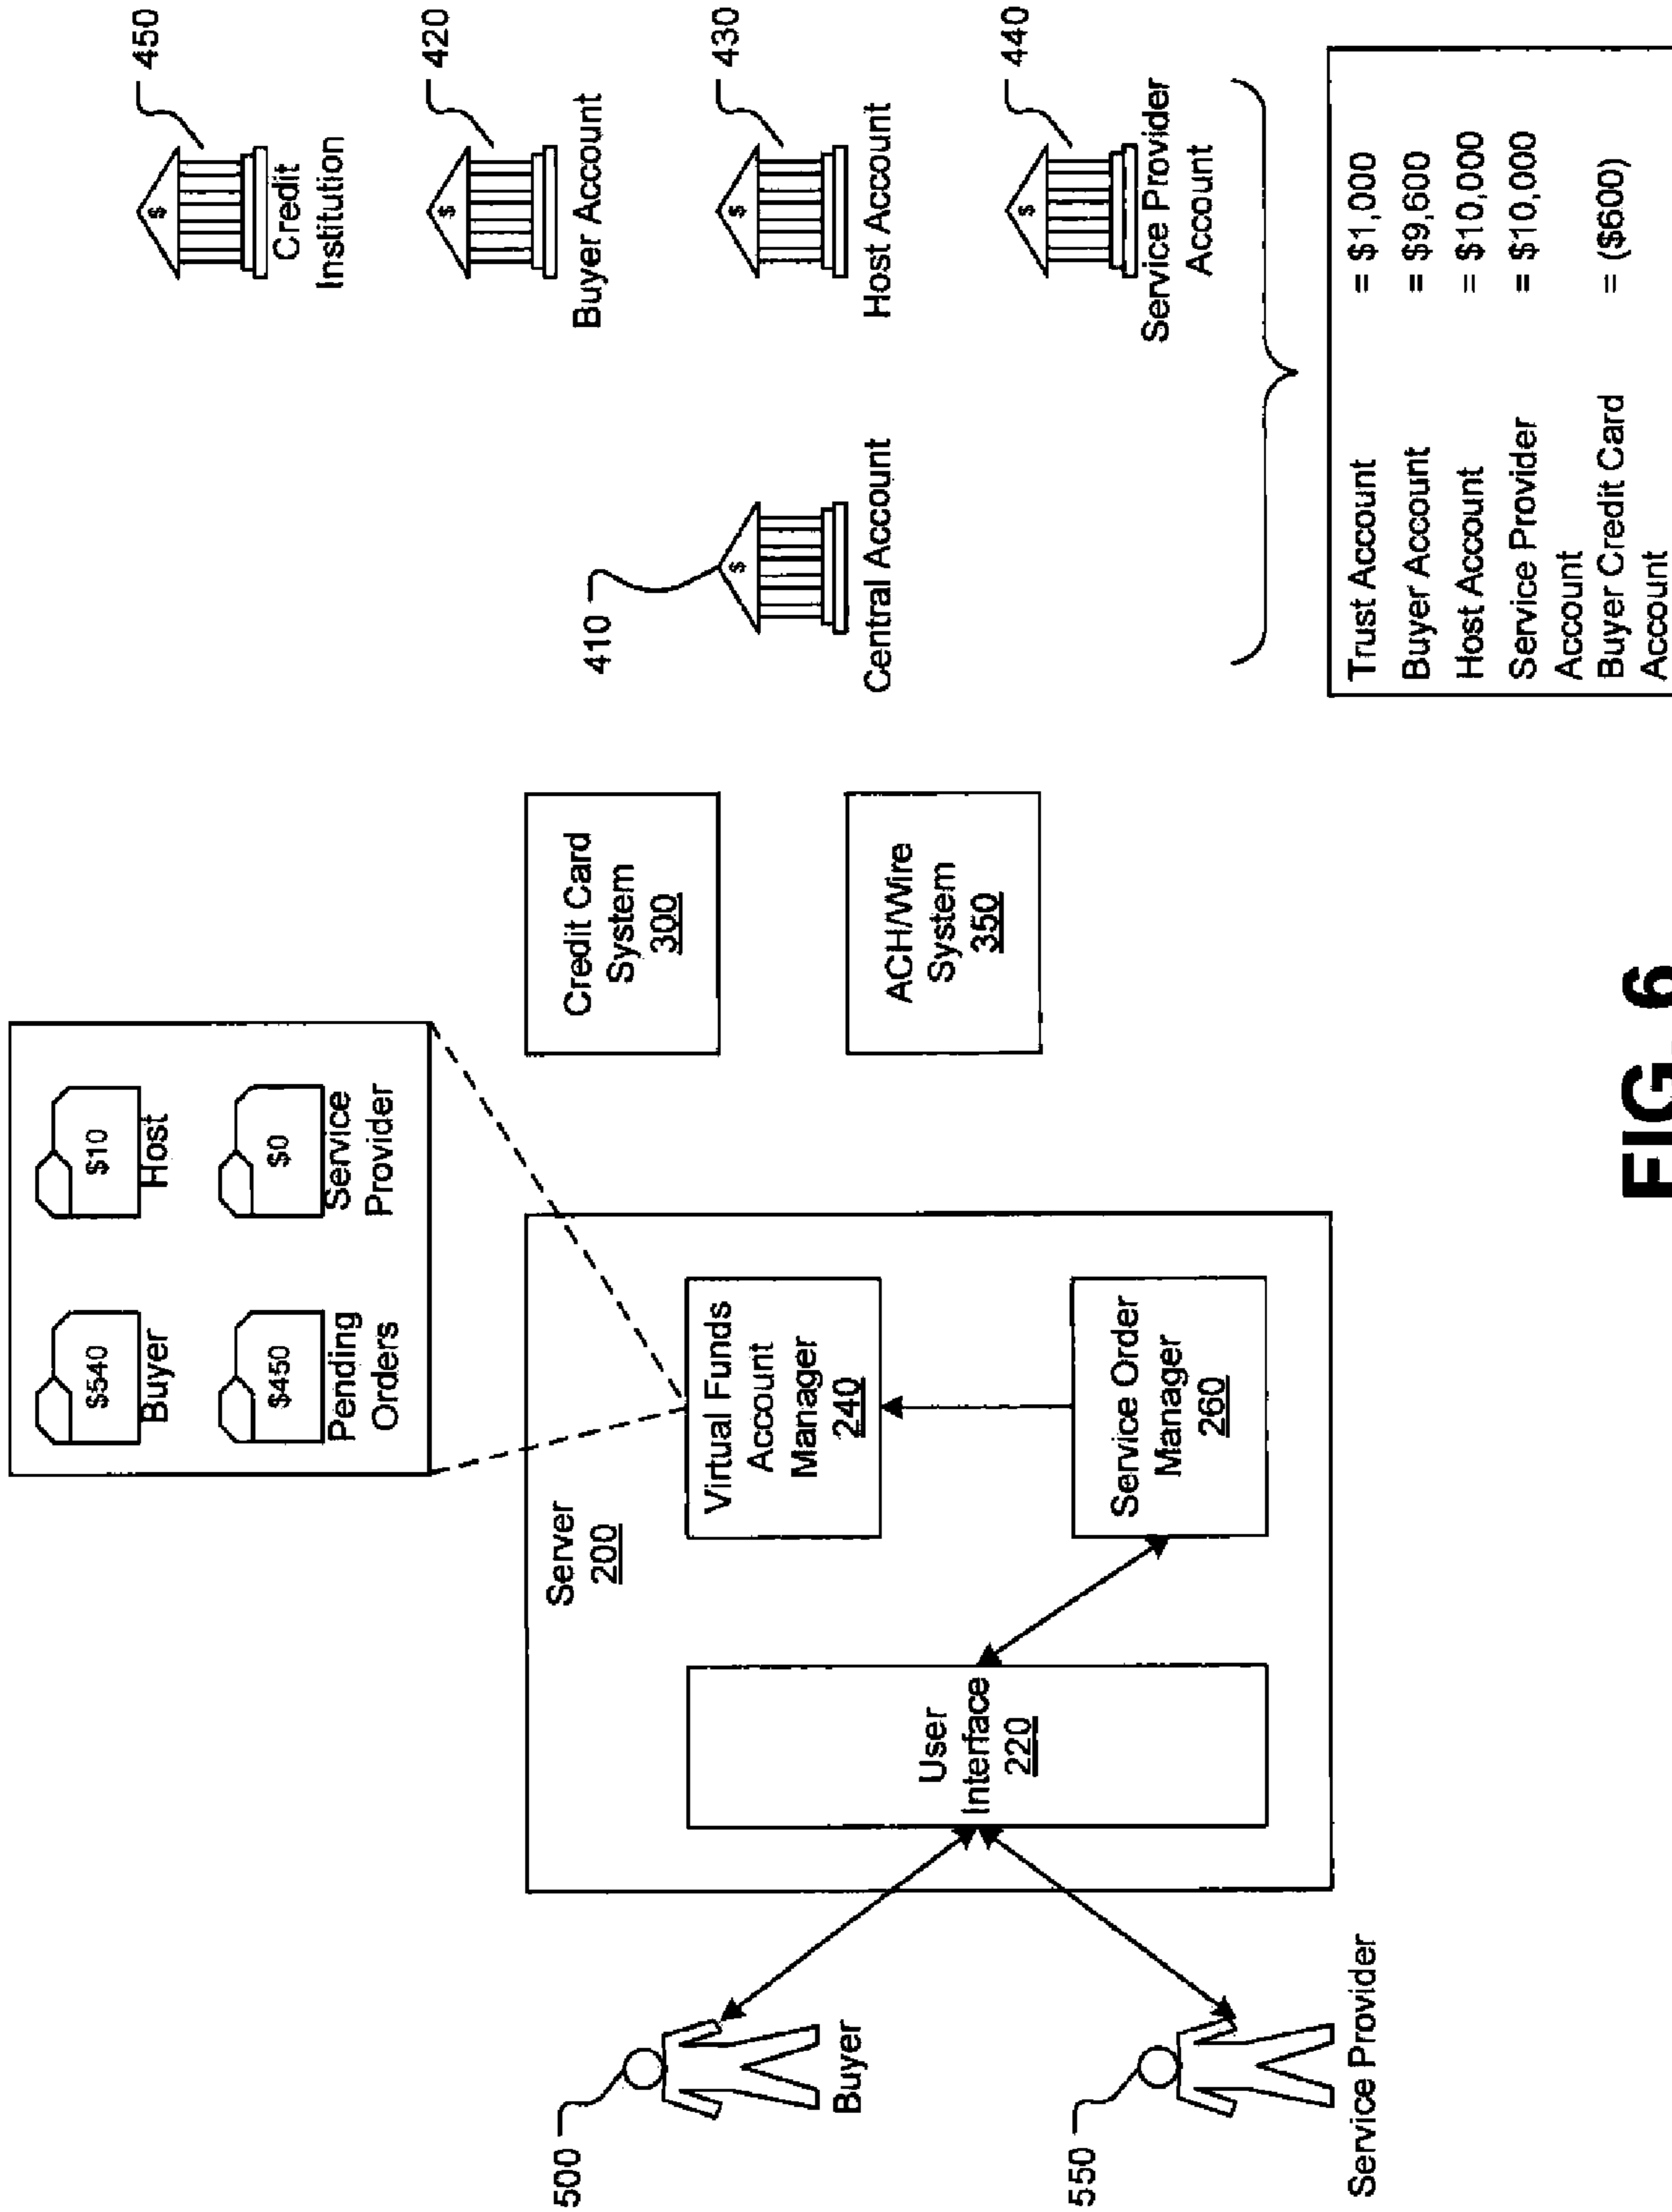 $540
Buyer
$10
Host
$450
Pending
Orders
$0
Service
Provider
500
Buyer
550
Service Provider
Server
200
User
Interface
220
Virtual Funds
Account
Manager
240
Service Order
Manager
260
Credit Card
System
300
ACH/Wire
System
350
410
$
Central Account
450
$
Credit
Institution
420
$
Buyer Account
430
$
Host Account
440
$
Service Provider
Account
Trust Account = $1,000
Buyer Account = $9,600
Host Account = $10,000
Service Provider = $10,000
Account
Buyer Credit Card = ($600)
Account
FIG. 6